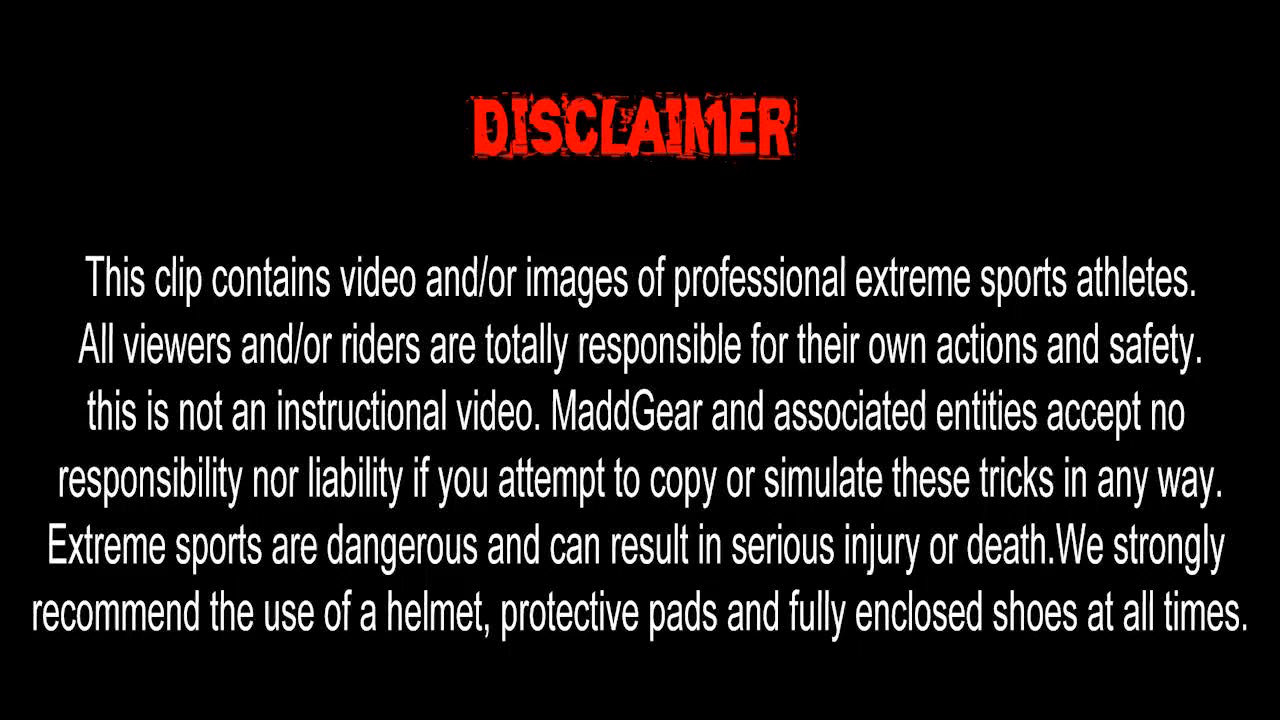 DISCLAIMER
This clip contains video and/or images of professional extreme sports athletes.
All viewers and/or riders are totally responsible for their own actions and safety.
this is not an instructional video. MaddGear and associated entities accept no
responsibility nor liability if you attempt to copy or simulate these tricks in any way.
Extreme sports are dangerous and can result in serious injury or death.We strongly
recommend the use of a helmet, protective pads and fully enclosed shoes at all times.